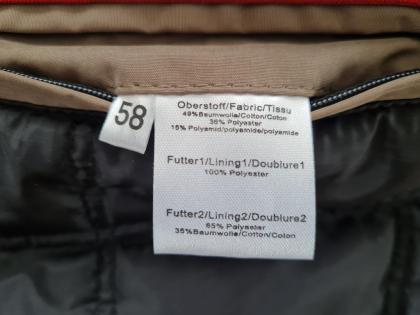 58
Oberstoff/Fabric/Tissu
49%Baumwolle/Cotton/Coton
36% Polyester
15% Polyamid/polyamide/polyamide
Futter1/Lining1/Doublure1
100% Polyester
Futter2/Lining2/Doublure2
65% Polyester
35%Baumwolle/Cotton/Coton